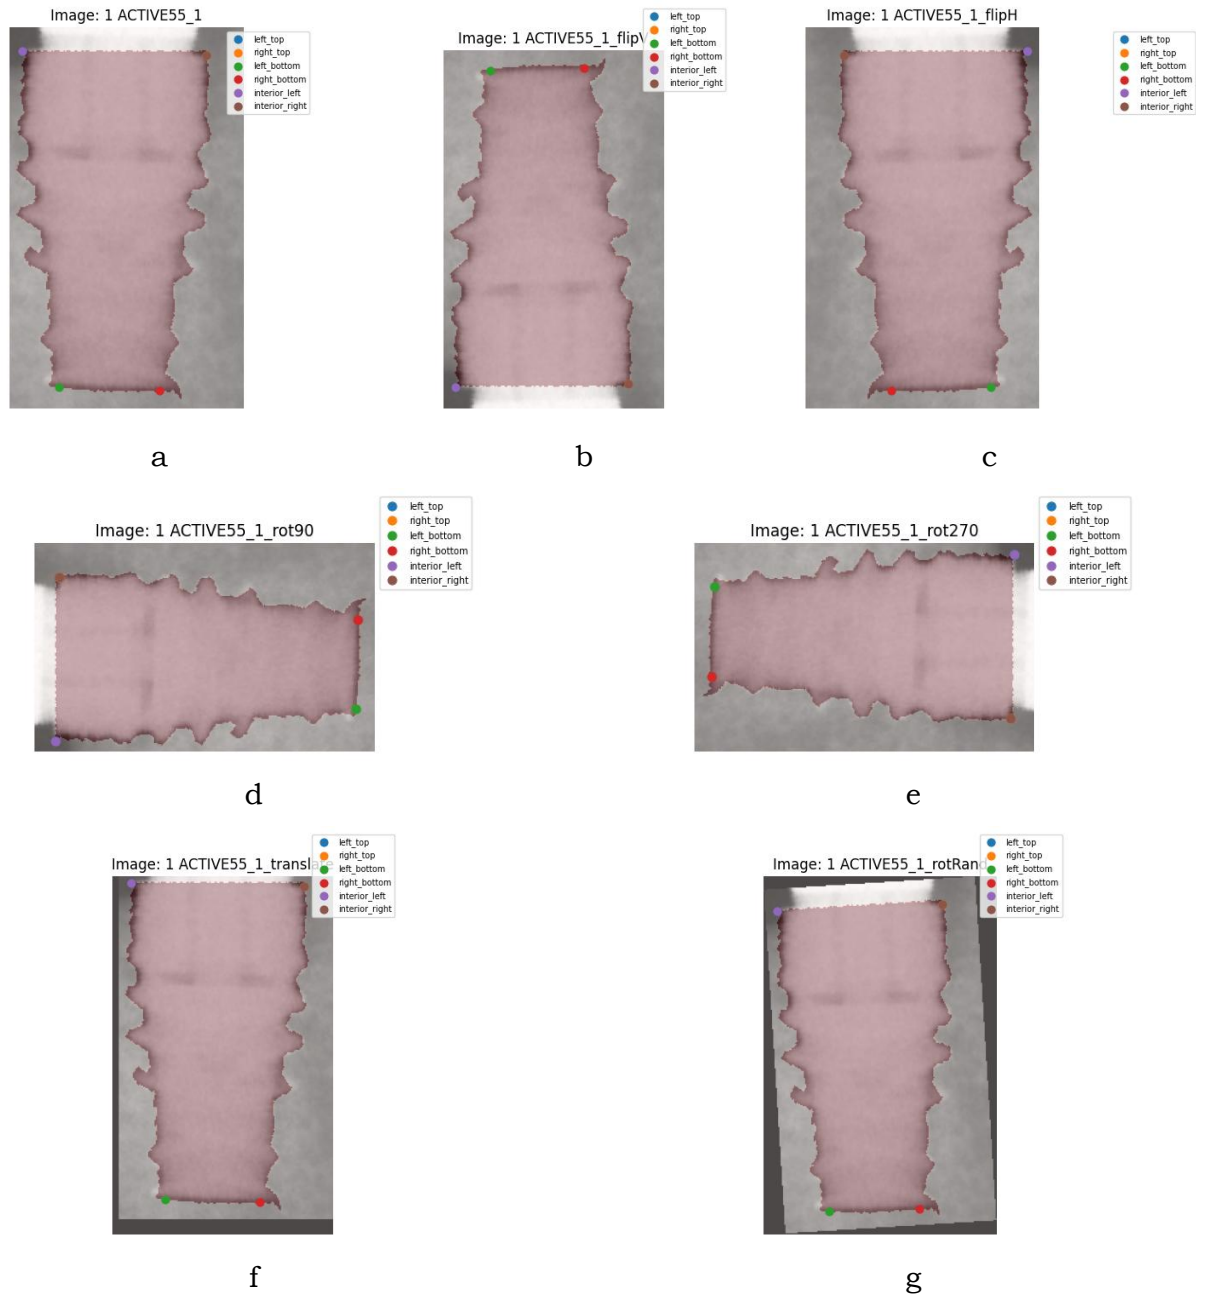 Image: 1 ACTIVE55_1
left_top
right_top
left_bottom
right_bottom
interior_left
interior_right
a
Image: 1 ACTIVE55_1_flipV
left_top
right_top
left_bottom
right_bottom
interior_left
interior_right
b
Image: 1 ACTIVE55_1_flipH
left_top
right_top
left_bottom
right_bottom
interior_left
interior_right
c
Image: 1 ACTIVE55_1_rot90
left_top
right_top
left_bottom
right_bottom
interior_left
interior_right
d
Image: 1 ACTIVE55_1_rot270
left_top
right_top
left_bottom
right_bottom
interior_left
interior_right
e
Image: 1 ACTIVE55_1_translate
left_top
right_top
left_bottom
right_bottom
interior_left
interior_right
f
Image: 1 ACTIVE55_1_rotRand
left_top
right_top
left_bottom
right_bottom
interior_left
interior_right
g